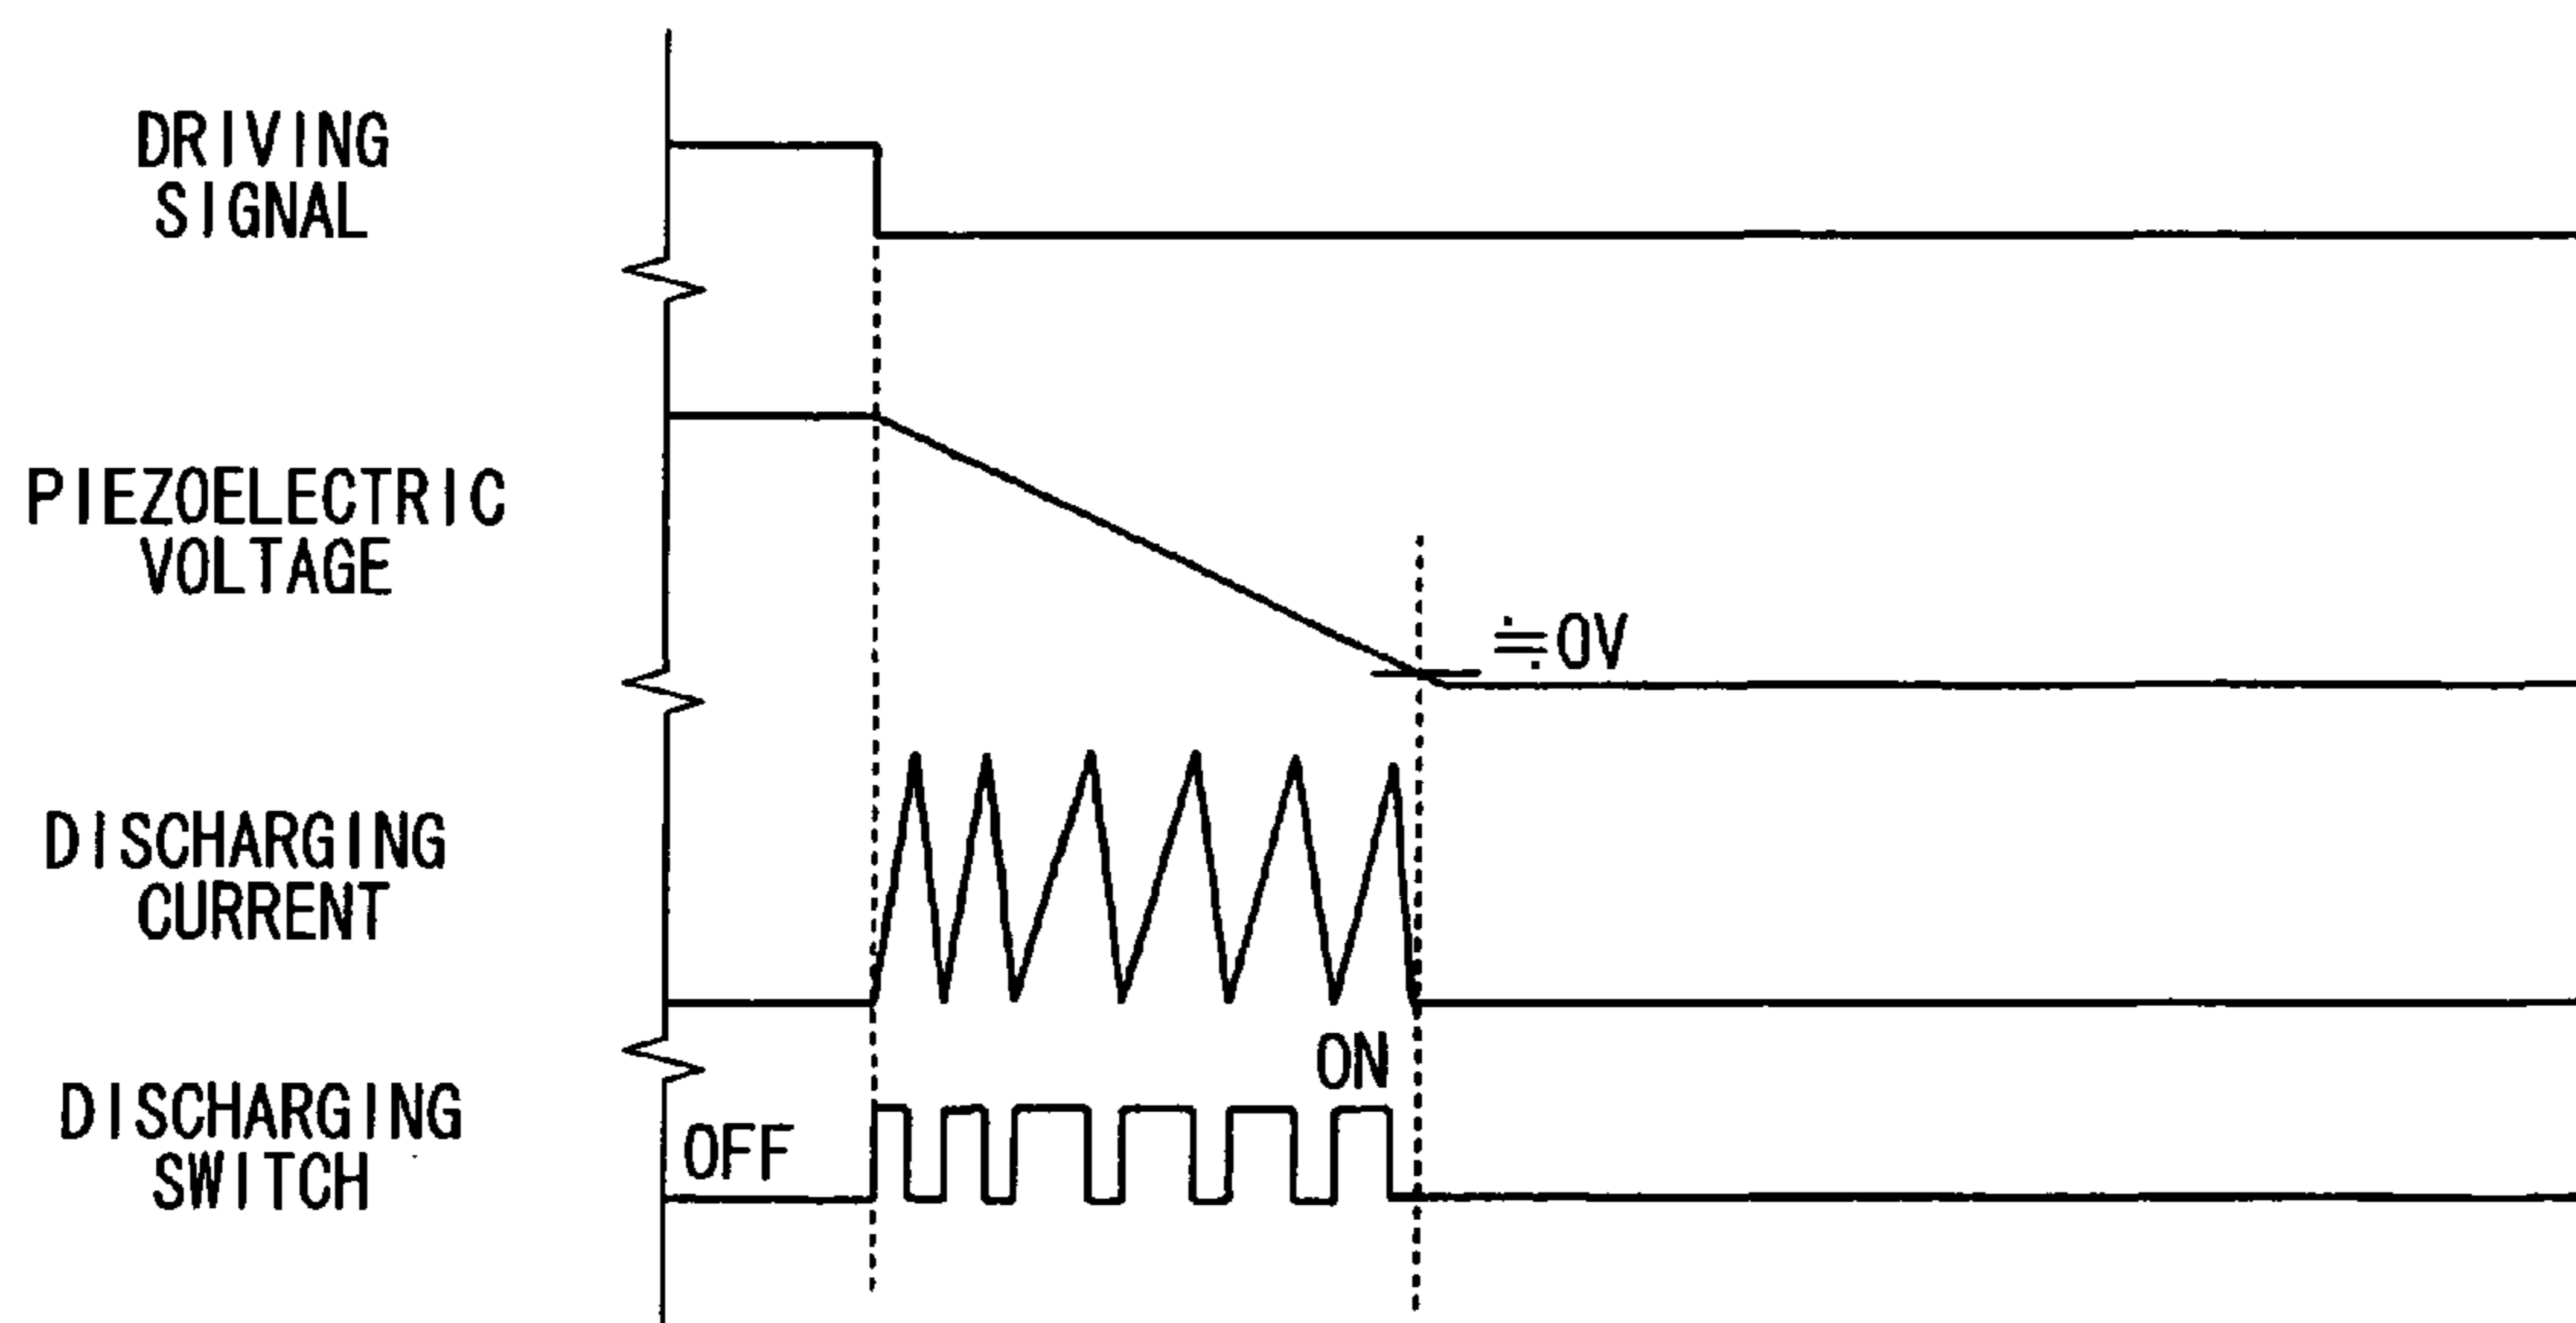 DRIVING
SIGNAL
PIEZOELECTRIC
VOLTAGE
≒0V
DISCHARGING
CURRENT
ON
DISCHARGING
SWITCH
OFF